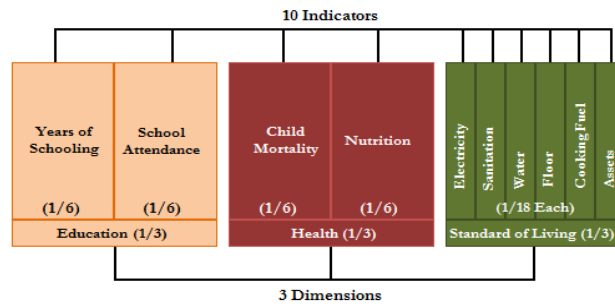 10 Indicators
Years of
Schooling
(1/6)
School
Attendance
(1/6)
Education (1/3)
Child
Mortality
(1/6)
Nutrition
(1/6)
Health (1/3)
Electricity
Sanitation
Water
Floor
Cooking Fuel
Assets
(1/18 Each)
Standard of Living (1/3)
3 Dimensions